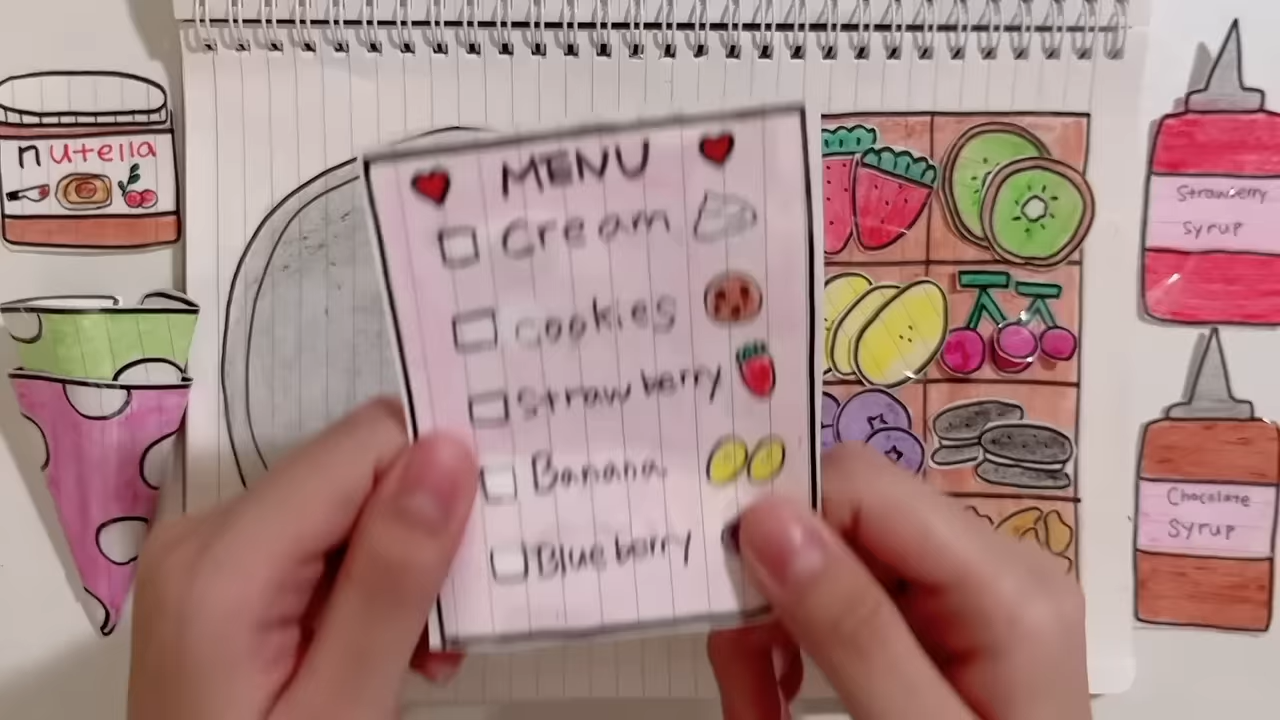 nutella
MENU
Cream
cookies
Strawberry
Banana
Blueberry
Strawberry
Syrup
Chocolate
Syrup